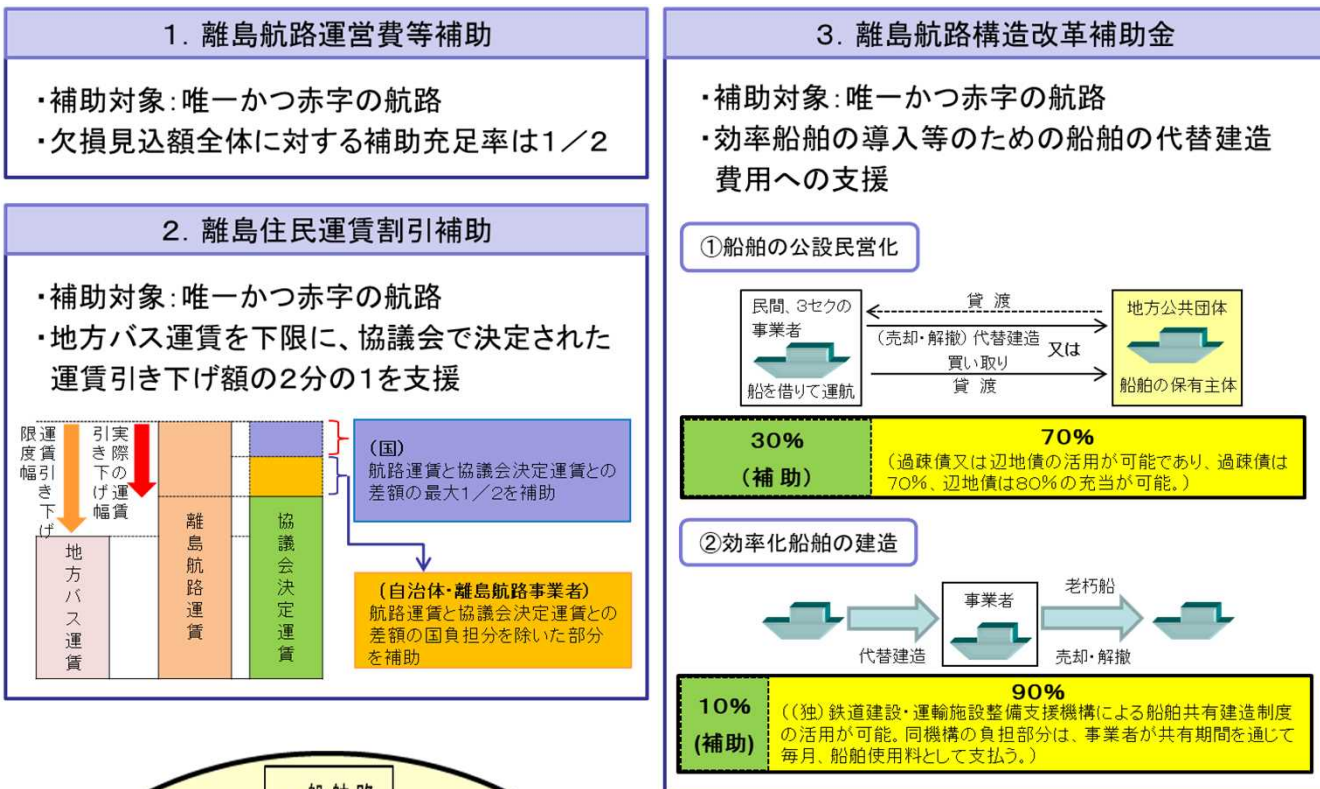 1．離島航路運営費等補助
・補助対象：唯一かつ赤字の航路
・欠損見込額全体に対する補助充足率は1／2
2．離島住民運賃割引補助
・補助対象：唯一かつ赤字の航路
・地方バス運賃を下限に、協議会で決定された
運賃引き下げ額の2分の1を支援
運賃引き下げ
限度幅
実際の運賃
引き下げ幅
地方バス運賃
離島航路運賃
協議会決定運賃
（国）
航路運賃と協議会決定運賃との
差額の最大1／2を補助
（自治体・離島航路事業者）
航路運賃と協議会決定運賃との
差額の国負担分を除いた部分
を補助
3．離島航路構造改革補助金
・補助対象：唯一かつ赤字の航路
・効率船舶の導入等のための船舶の代替建造
費用への支援
①船舶の公設民営化
民間、3セクの
事業者
船を借りて運航
貸 渡
（売却・解撤）代替建造
又は
買い取り
貸 渡
地方公共団体
船舶の保有主体
30%
（補 助）
70%
（過疎債又は辺地債の活用が可能であり、過疎債は
70％、辺地債は80％の充当が可能。）
②効率化船舶の建造
代替建造
事業者
老朽船
売却・解撤
10%
(補助)
90%
（（独）鉄道建設・運輸施設整備支援機構による船舶共有建造制度
の活用が可能。同機構の負担部分は、事業者が共有期間を通じて
毎月、船舶使用料として支払う。）